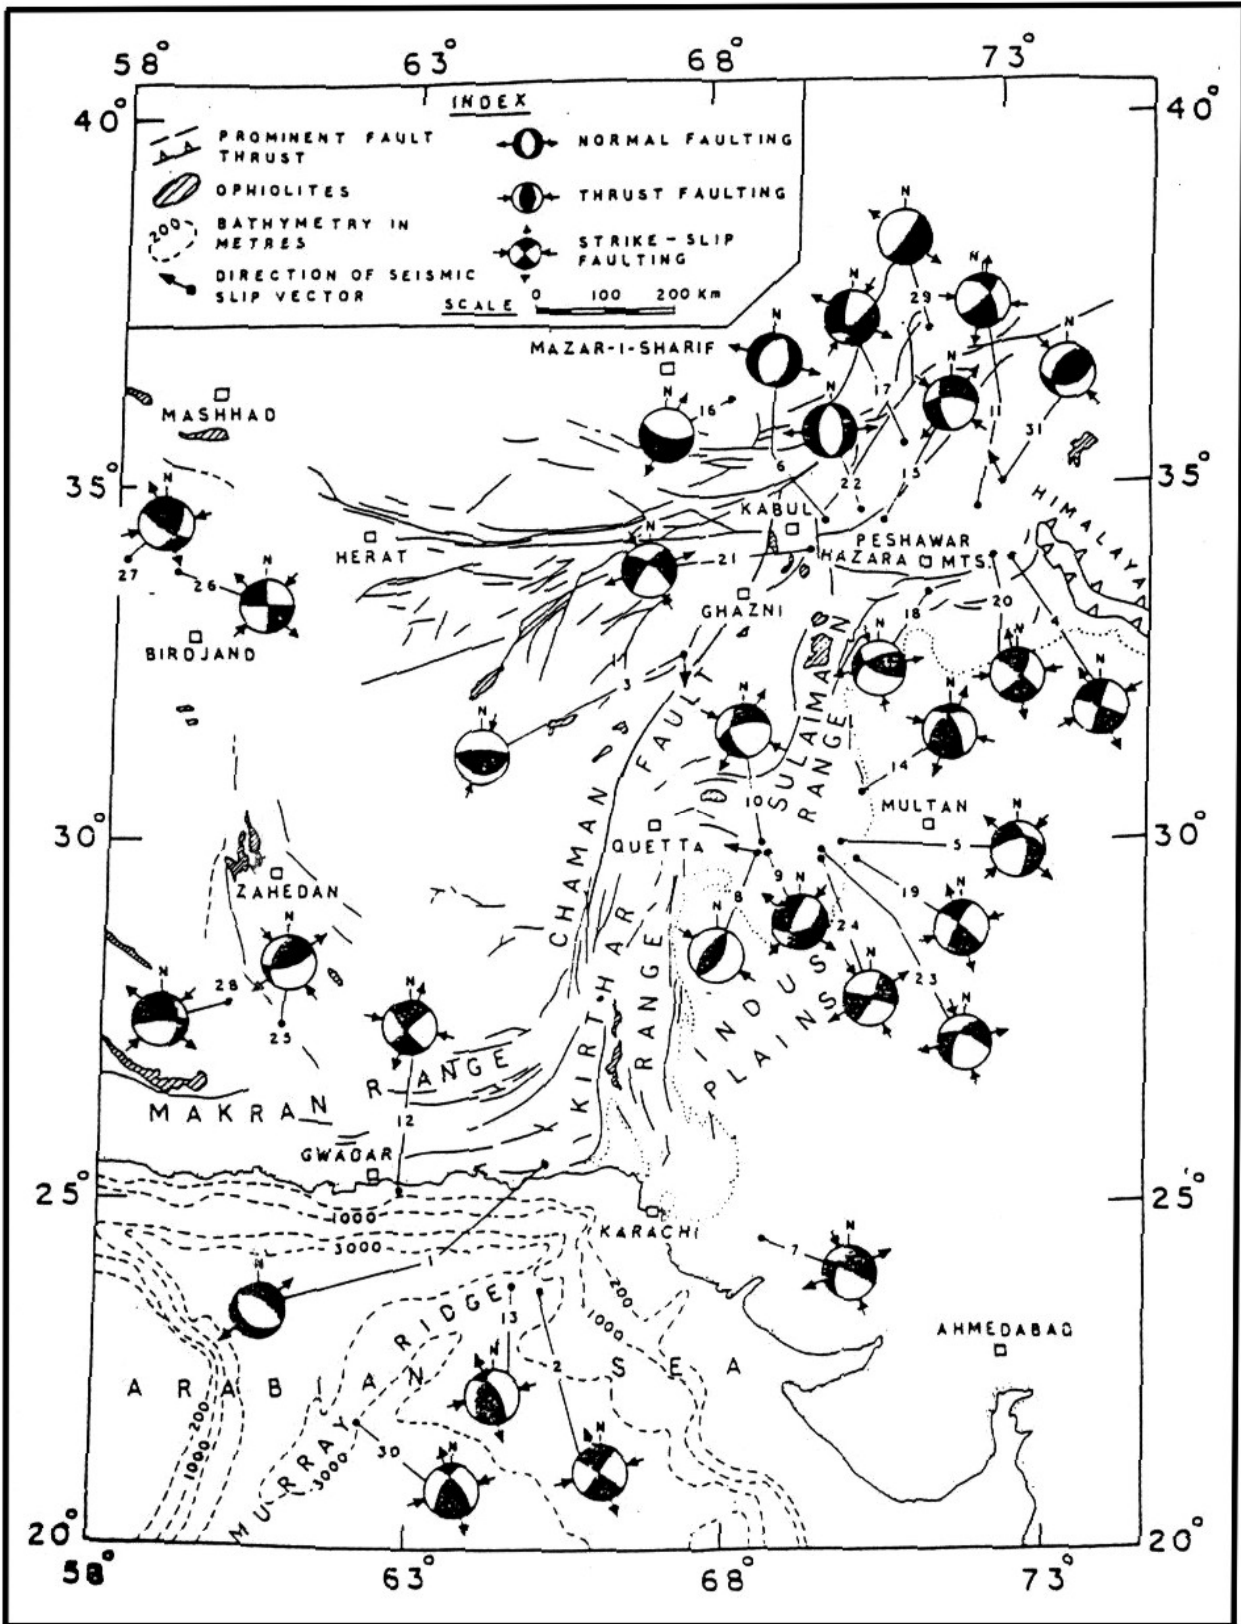 58° 63° 68° 73°
40° 40°
INDEX
PROMINENT FAULT
THRUST
NORMAL FAULTING
OPHIOLITES
THRUST FAULTING
200
BATHYMETRY IN
METRES
STRIKE-SLIP
FAULTING
DIRECTION OF SEISMIC
SLIP VECTOR
SCALE 0 100 200 Km
N
N
N
29
MAZAR-I-SHARIF
N
N
MASHHAD
N
16
N
17
N
11
31
35° 35°
N
6
22
15
HIMALAYA
KABUL
HERAT
N
21
PESHAWAR
HAZARA MTS.
27
26
N
GHAZNI
18
20
4
BIRDJAND
N
N
N
11
3
N
N
N
CHAMAN FAULT
SULAIMAN
RANGE
14
MULTAN
10
30° 30°
QUETTA
N
5
ZAHEDAN
9
8
N
N
24
19
N
N
N
28
25
N
N
23
N
INDUS
PLAINS
KIRTHAR
RANGE
MAKRAN RANGE
12
GWADAR
25° 25°
1000
3000
KARACHI
1
N
7
N
200
1000
RIDGE
13
2
AHMEDABAD
ARABIAN SEA
N
200
1000
MURRAY
3000
30
N
N
20° 20°
58° 63° 68° 73°